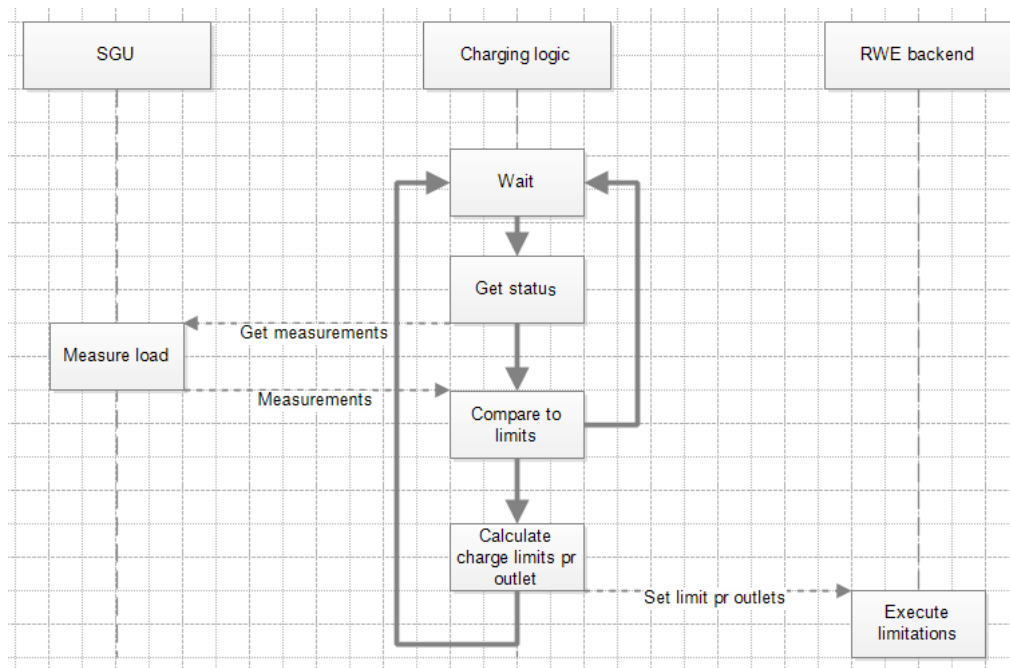 SGU
Charging logic
RWE backend
Wait
Get status
Get measurements
Measure load
Measurements
Compare to
limits
Calculate
charge limits pr
outlet
Set limit pr outlets
Execute
limitations